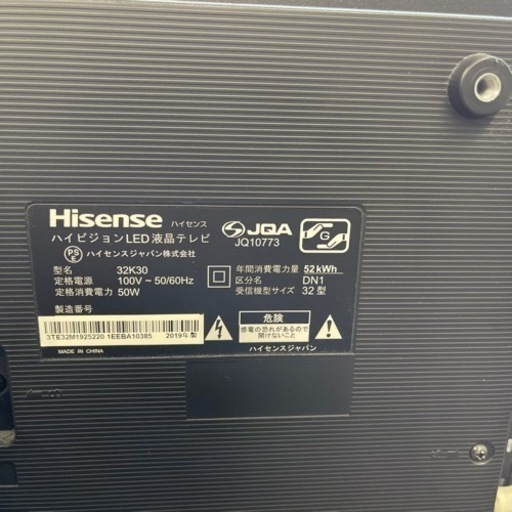 Hisense ハイセンス
ハイビジョンLED液晶テレビ
PS E ハイセンスジャパン株式会社
型名 32K30
定格電源 100V ~ 50/60Hz
定格消費電力 50W
製造番号
3TE32M1925220 1EEBA10385 2019年製
MADE IN CHINA
JQA
JQ10773
G
年間消費電力量 52kWh
区分名 DN1
受信機型サイズ 32型
危険
感電の恐れがあるので
開けないこと
ハイセンスジャパン